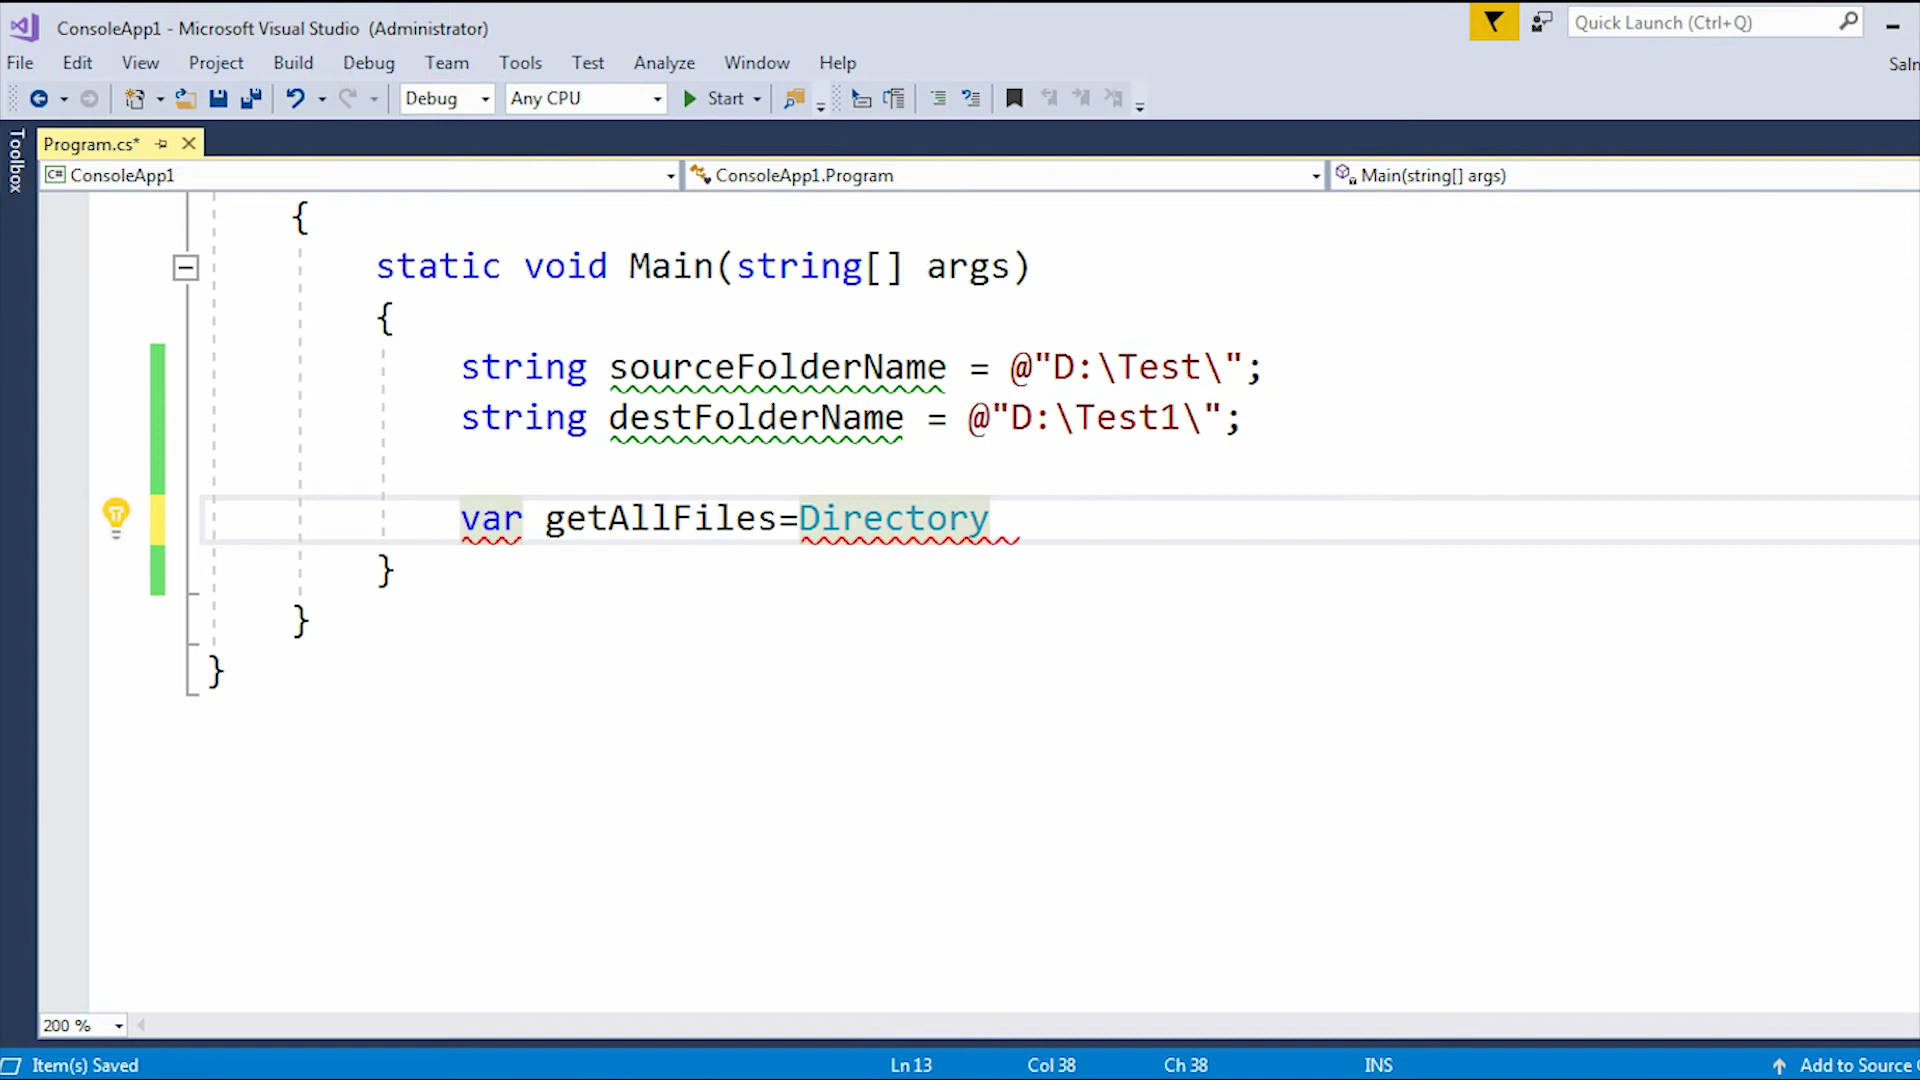 ConsoleApp1 - Microsoft Visual Studio (Administrator)
Quick Launch (Ctrl+Q)
File Edit View Project Build Debug Team Tools Test Analyze Window Help
Debug Any CPU Start
Toolbox
Program.cs*
C# ConsoleApp1 ConsoleApp1.Program Main(string[] args)
{
static void Main(string[] args)
{
string sourceFolderName = @"D:\Test\";
string destFolderName = @"D:\Test1\";
var getAllFiles=Directory
}
}
}
200 %
Item(s) Saved Ln 13 Col 38 Ch 38 INS Add to Source